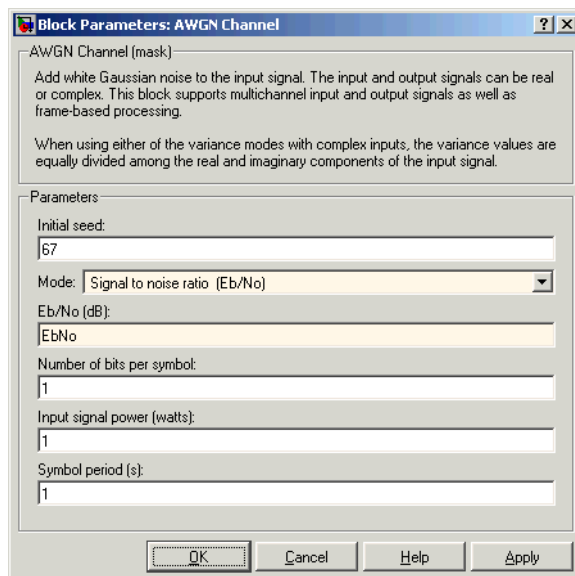 Block Parameters: AWGN Channel
AWGN Channel (mask)
Add white Gaussian noise to the input signal. The input and output signals can be real
or complex. This block supports multichannel input and output signals as well as
frame-based processing.
When using either of the variance modes with complex inputs, the variance values are
equally divided among the real and imaginary components of the input signal.
Parameters
Initial seed:
67
Mode: Signal to noise ratio (Eb/No)
Eb/No (dB):
EbNo
Number of bits per symbol:
1
Input signal power (watts):
1
Symbol period (s):
1
OK Cancel Help Apply